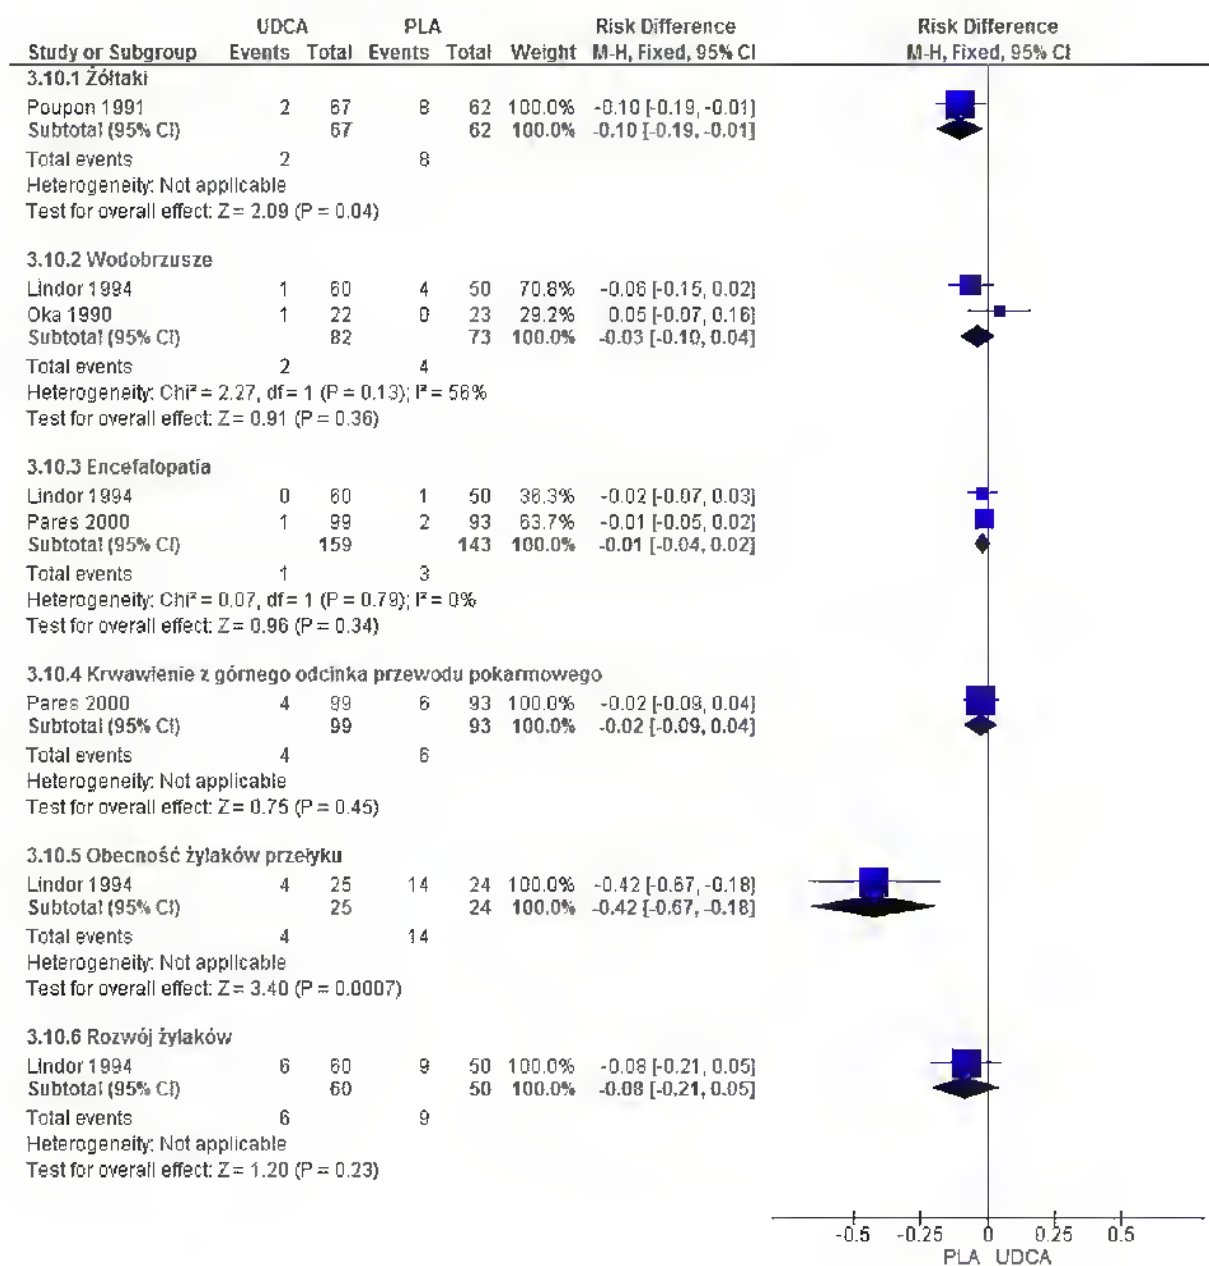 UDCA PLA Risk Difference Risk Difference
Study or Subgroup Events Total Events Total Weight M-H, Fixed, 95% CI M-H, Fixed, 95% CI
3.10.1 Żółtaki
Poupon 1991 2 67 8 62 100.0% -0.10 [-0.19, -0.01]
Subtotal (95% CI) 67 62 100.0% -0.10 [-0.19, -0.01]
Total events 2 8
Heterogeneity: Not applicable
Test for overall effect: Z = 2.09 (P = 0.04)
3.10.2 Wodobrzusze
Lindor 1994 1 60 4 50 70.8% -0.06 [-0.15, 0.02]
Oka 1990 1 22 0 23 29.2% 0.05 [-0.07, 0.16]
Subtotal (95% CI) 82 73 100.0% -0.03 [-0.10, 0.04]
Total events 2 4
Heterogeneity: Chi² = 2.27, df = 1 (P = 0.13); I² = 56%
Test for overall effect: Z = 0.91 (P = 0.36)
3.10.3 Encefalopatia
Lindor 1994 0 60 1 50 36.3% -0.02 [-0.07, 0.03]
Pares 2000 1 99 2 93 63.7% -0.01 [-0.05, 0.02]
Subtotal (95% CI) 159 143 100.0% -0.01 [-0.04, 0.02]
Total events 1 3
Heterogeneity: Chi² = 0.07, df = 1 (P = 0.79); I² = 0%
Test for overall effect: Z = 0.96 (P = 0.34)
3.10.4 Krwawienie z górnego odcinka przewodu pokarmowego
Pares 2000 4 99 6 93 100.0% -0.02 [-0.09, 0.04]
Subtotal (95% CI) 99 93 100.0% -0.02 [-0.09, 0.04]
Total events 4 6
Heterogeneity: Not applicable
Test for overall effect: Z = 0.75 (P = 0.45)
3.10.5 Obecność żylaków przełyku
Lindor 1994 4 25 14 24 100.0% -0.42 [-0.67, -0.18]
Subtotal (95% CI) 25 24 100.0% -0.42 [-0.67, -0.18]
Total events 4 14
Heterogeneity: Not applicable
Test for overall effect: Z = 3.40 (P = 0.0007)
3.10.6 Rozwój żylaków
Lindor 1994 6 60 9 50 100.0% -0.08 [-0.21, 0.05]
Subtotal (95% CI) 60 50 100.0% -0.08 [-0.21, 0.05]
Total events 6 9
Heterogeneity: Not applicable
Test for overall effect: Z = 1.20 (P = 0.23)
-0.5 -0.25 0 0.25 0.5
PLA UDCA